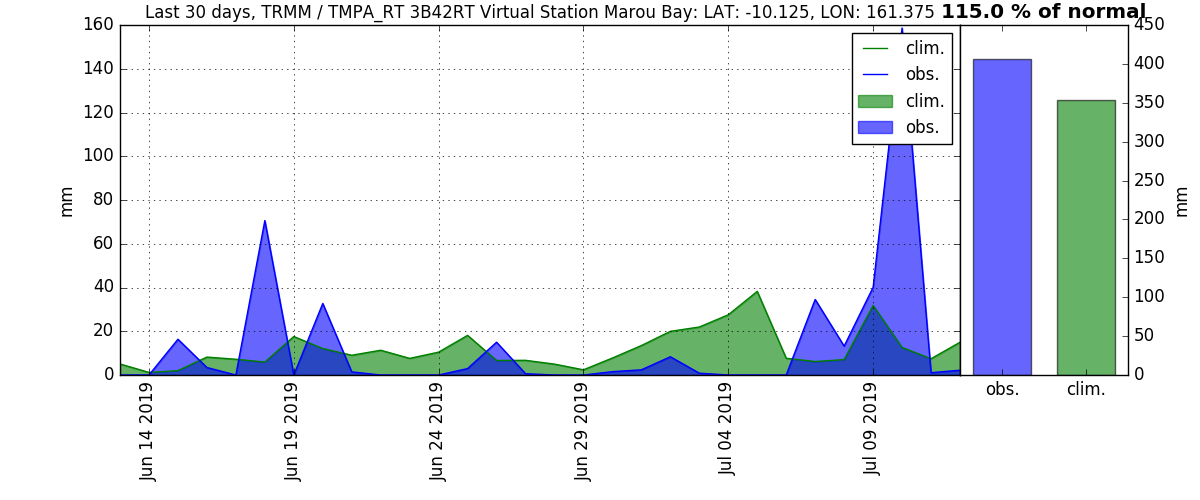 Last 30 days, TRMM / TMPA_RT 3B42RT Virtual Station Marou Bay: LAT: -10.125, LON: 161.375 115.0 % of normal
160
140
120
100
80
60
40
20
0
mm
clim.
obs.
clim.
obs.
Jun 14 2019
Jun 19 2019
Jun 24 2019
Jun 29 2019
Jul 04 2019
Jul 09 2019
450
400
350
300
250
200
150
100
50
0
mm
obs. clim.